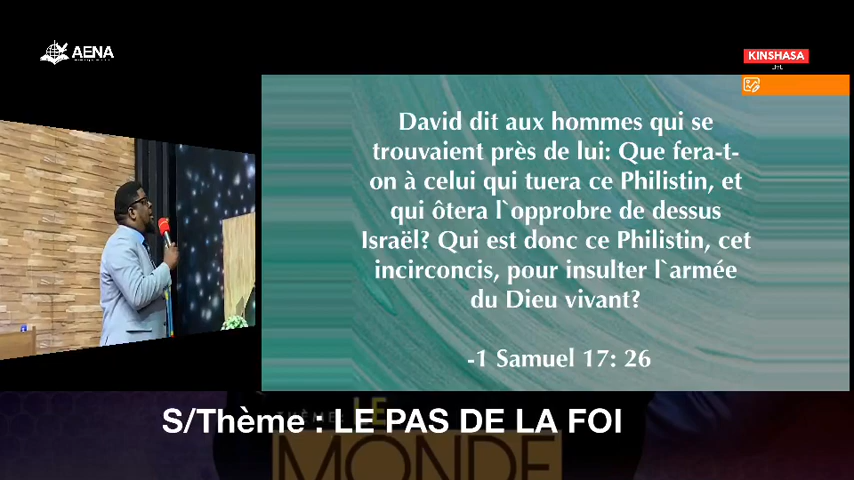 AENA
KINSHASA
David dit aux hommes qui se
trouvaient près de lui: Que fera-t-
on à celui qui tuera ce Philistin, et
qui ôtera l`opprobre de dessus
Israël? Qui est donc ce Philistin, cet
incirconcis, pour insulter l`armée
du Dieu vivant?
-1 Samuel 17: 26
S/Thème : LE PAS DE LA FOI
THÈME: LE
MONDE